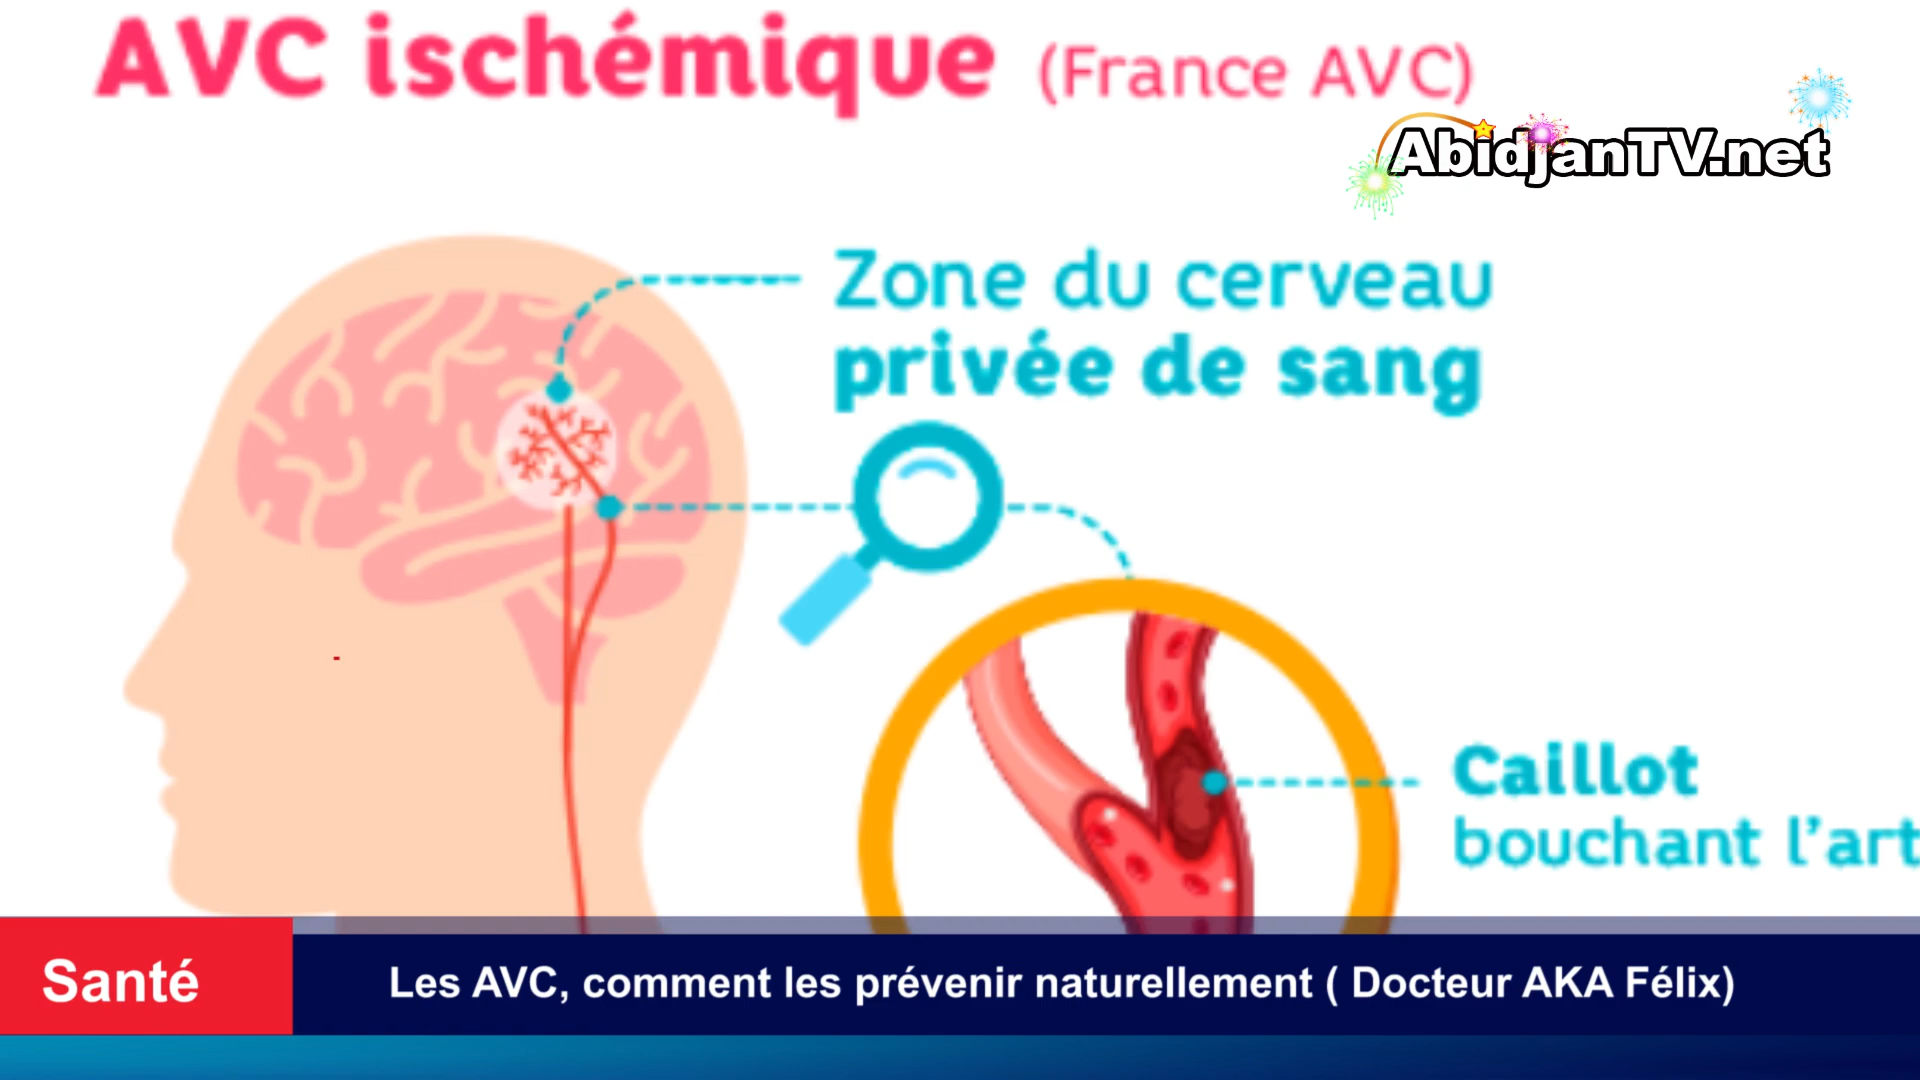 AVC ischémique (France AVC)
AbidjanTV.net
Zone du cerveau
privée de sang
Caillot
bouchant l'art
Santé
Les AVC, comment les prévenir naturellement ( Docteur AKA Félix)